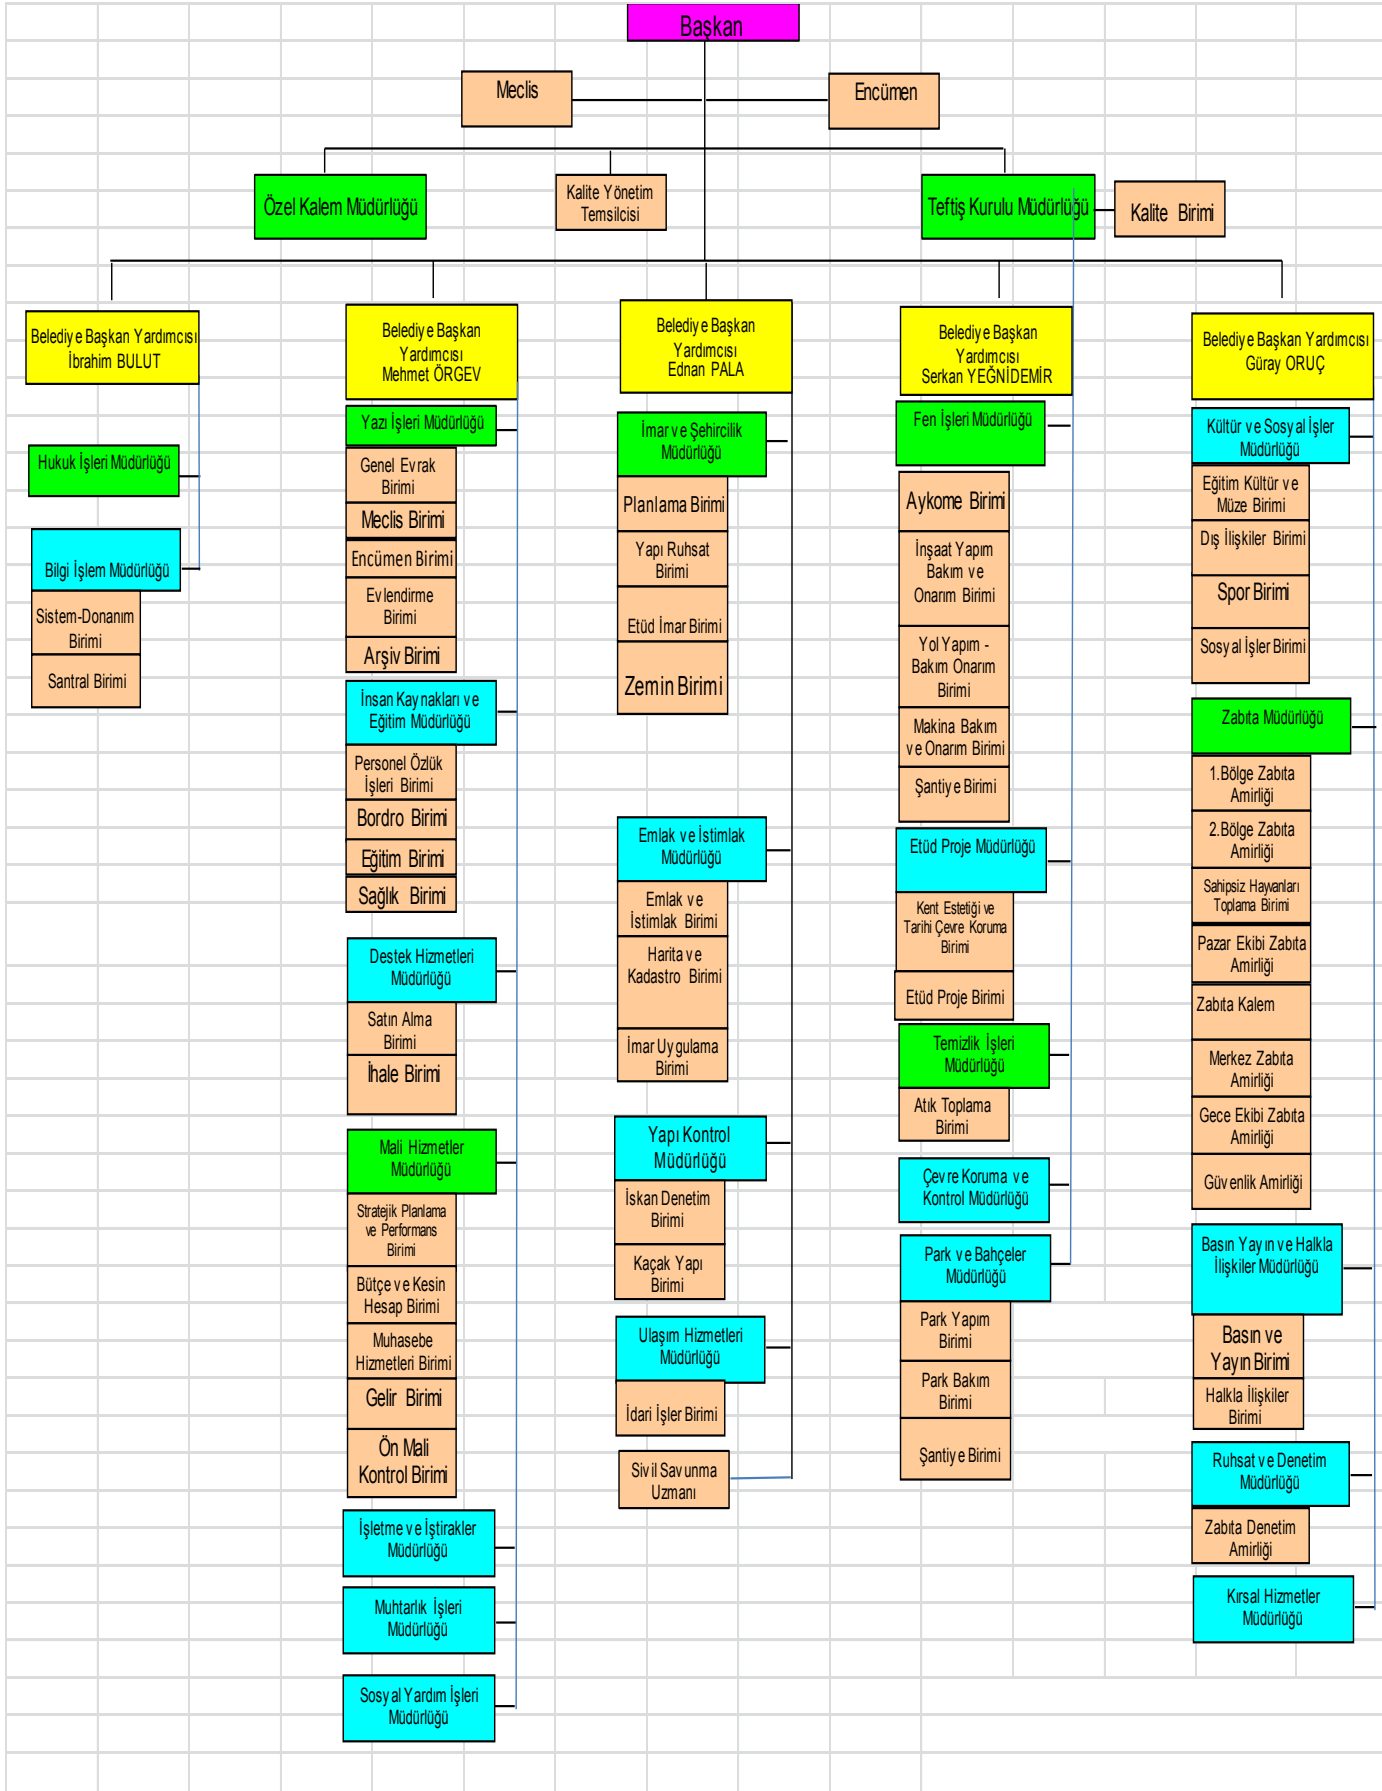 Başkan
Meclis
Encümen
Özel Kalem Müdürlüğü
Kalite Yönetim
Temsilcisi
Teftiş Kurulu Müdürlüğü
Kalite Birimi
Belediye Başkan Yardımcısı
İbrahim BULUT
Hukuk İşleri Müdürlüğü
Bilgi İşlem Müdürlüğü
Sistem-Donanım
Birimi
Santral Birimi
Belediye Başkan
Yardımcısı
Mehmet ÖRGEV
Yazı İşleri Müdürlüğü
Genel Evrak
Birimi
Meclis Birimi
Encümen Birimi
Evlendirme
Birimi
Arşiv Birimi
İnsan Kaynakları ve
Eğitim Müdürlüğü
Personel Özlük
İşleri Birimi
Bordro Birimi
Eğitim Birimi
Sağlık Birimi
Destek Hizmetleri
Müdürlüğü
Satın Alma
Birimi
İhale Birimi
Mali Hizmetler
Müdürlüğü
Stratejik Planlama
ve Performans
Birimi
Bütçe ve Kesin
Hesap Birimi
Muhasebe
Hizmetleri Birimi
Gelir Birimi
Ön Mali
Kontrol Birimi
İşletme ve İştirakler
Müdürlüğü
Muhtarlık İşleri
Müdürlüğü
Sosyal Yardım İşleri
Müdürlüğü
Belediye Başkan
Yardımcısı
Ednan PALA
İmar ve Şehircilik
Müdürlüğü
Planlama Birimi
Yapı Ruhsat
Birimi
Etüd İmar Birimi
Zemin Birimi
Emlak ve İstimlak
Müdürlüğü
Emlak ve
İstimlak Birimi
Harita ve
Kadastro Birimi
İmar Uygulama
Birimi
Yapı Kontrol
Müdürlüğü
İskan Denetim
Birimi
Kaçak Yapı
Birimi
Ulaşım Hizmetleri
Müdürlüğü
İdari İşler Birimi
Sivil Savunma
Uzmanı
Belediye Başkan
Yardımcısı
Serkan YEĞNİDEMİR
Fen İşleri Müdürlüğü
Aykome Birimi
İnşaat Yapım
Bakım ve
Onarım Birimi
Yol Yapım -
Bakım Onarım
Birimi
Makina Bakım
ve Onarım Birimi
Şantiye Birimi
Etüd Proje Müdürlüğü
Kent Estetiği ve
Tarihi Çevre Koruma
Birimi
Etüd Proje Birimi
Temizlik İşleri
Müdürlüğü
Atık Toplama
Birimi
Çevre Koruma ve
Kontrol Müdürlüğü
Park ve Bahçeler
Müdürlüğü
Park Yapım
Birimi
Park Bakım
Birimi
Şantiye Birimi
Belediye Başkan Yardımcısı
Güray ORUÇ
Kültür ve Sosyal İşler
Müdürlüğü
Eğitim Kültür ve
Müze Birimi
Dış İlişkiler Birimi
Spor Birimi
Sosyal İşler Birimi
Zabıta Müdürlüğü
1.Bölge Zabıta
Amirliği
2.Bölge Zabıta
Amirliği
Sahipsiz Hayvanları
Toplama Birimi
Pazar Ekibi Zabıta
Amirliği
Zabıta Kalem
Merkez Zabıta
Amirliği
Gece Ekibi Zabıta
Amirliği
Güvenlik Amirliği
Basın Yayın ve Halkla
İlişkiler Müdürlüğü
Basın ve
Yayın Birimi
Halkla İlişkiler
Birimi
Ruhsat ve Denetim
Müdürlüğü
Zabıta Denetim
Amirliği
Kırsal Hizmetler
Müdürlüğü